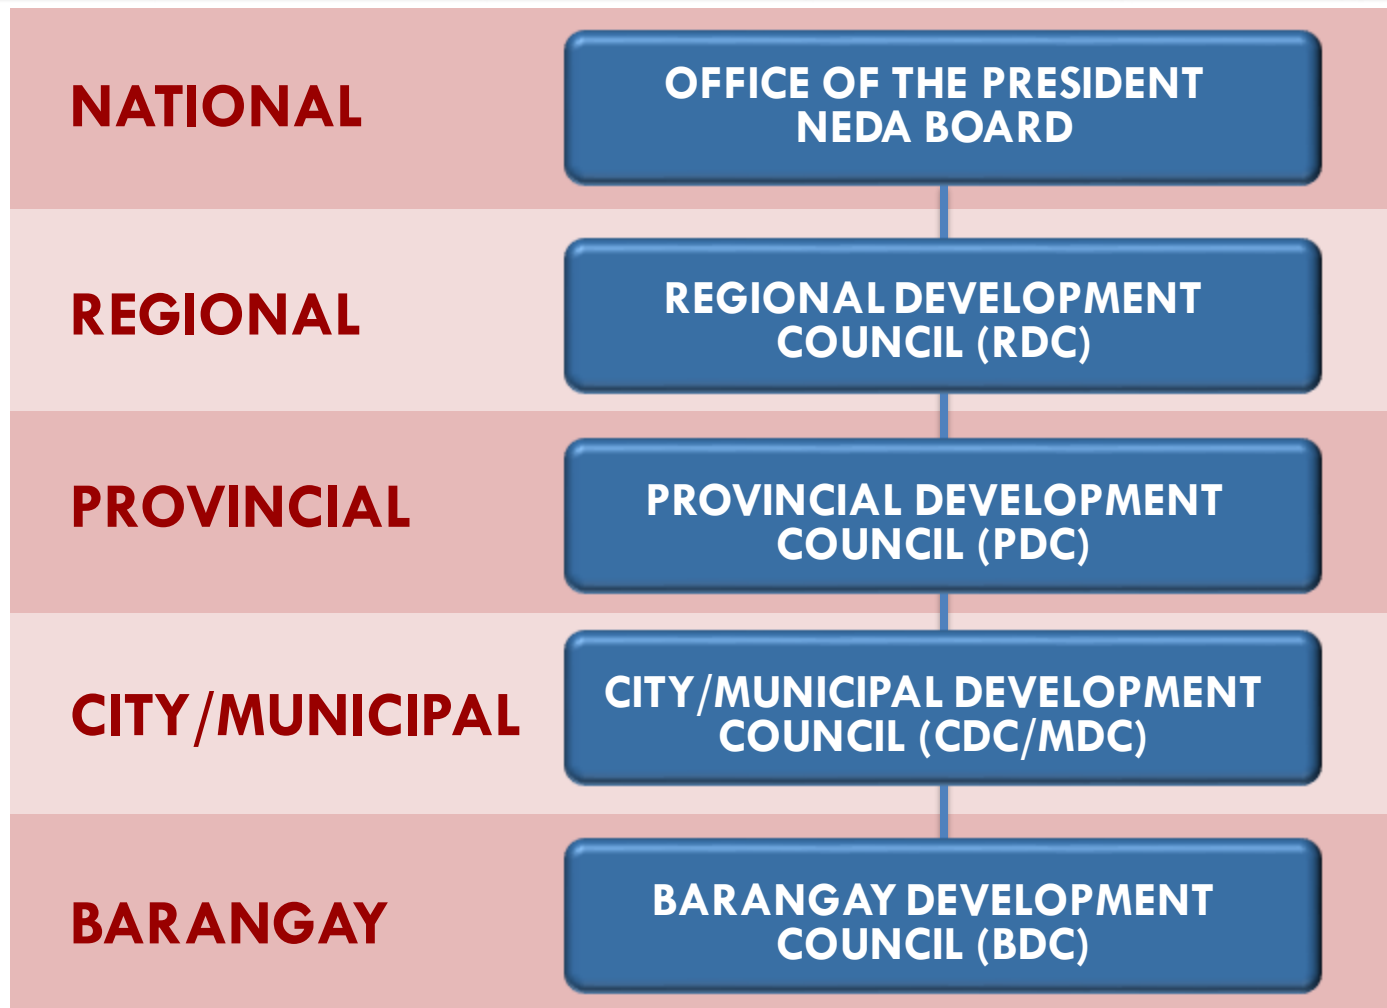 NATIONAL
OFFICE OF THE PRESIDENT
NEDA BOARD
REGIONAL
REGIONAL DEVELOPMENT
COUNCIL (RDC)
PROVINCIAL
PROVINCIAL DEVELOPMENT
COUNCIL (PDC)
CITY/MUNICIPAL
CITY/MUNICIPAL DEVELOPMENT
COUNCIL (CDC/MDC)
BARANGAY
BARANGAY DEVELOPMENT
COUNCIL (BDC)